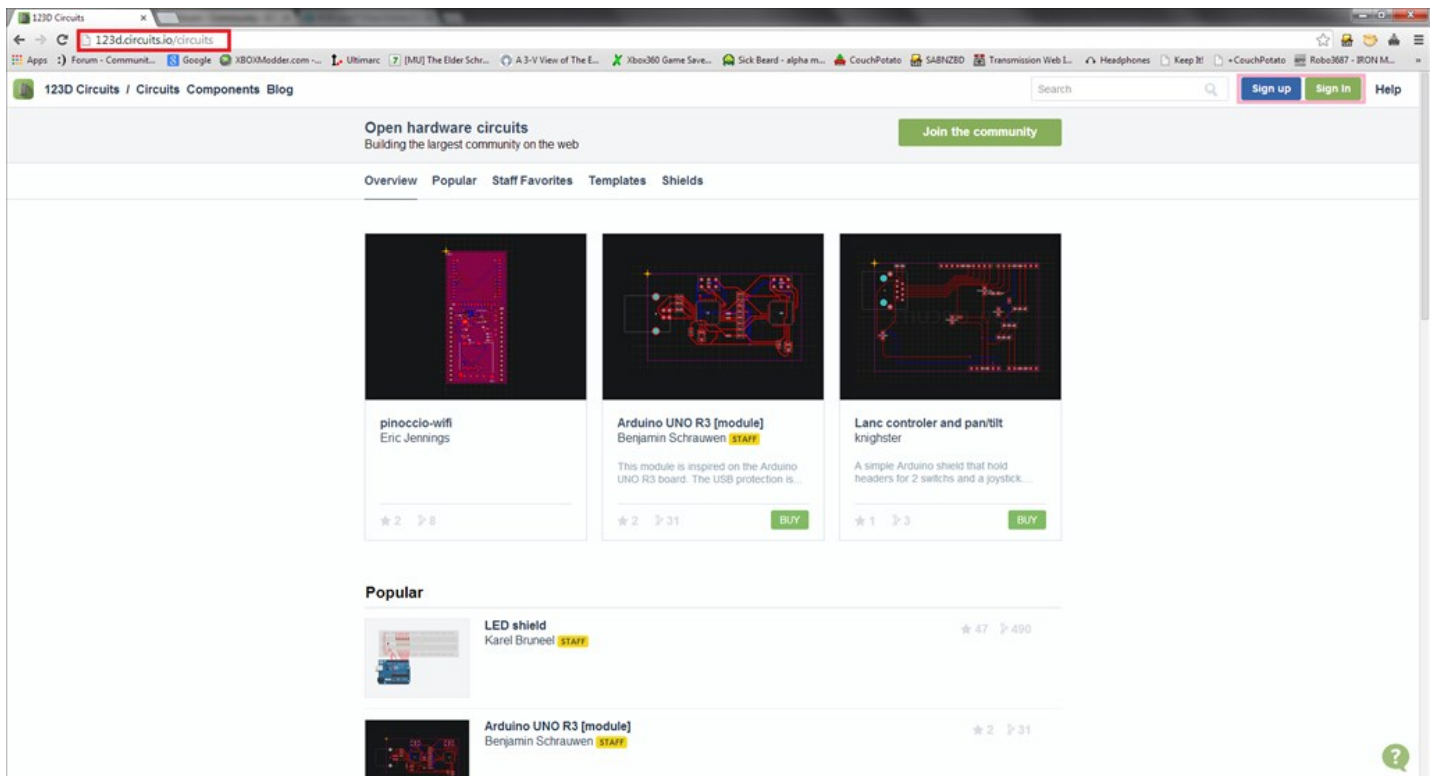 123D Circuits
123d.circuits.io/circuits
Apps :) Forum - Communit... Google XBOXModder.com -... Ultimarc [MU] The Elder Schr... A 3-V View of The E... Xbox360 Game Save... Sick Beard - alpha m... CouchPotato SABNZBD Transmission Web I... Headphones Keep It! +CouchPotato Robo3687 - IRON M... »
123D Circuits / Circuits Components Blog Search Sign up Sign In Help
Open hardware circuits
Building the largest community on the web
Join the community
Overview Popular Staff Favorites Templates Shields
pinoccio-wifi
Eric Jennings
2 8
Arduino UNO R3 [module]
Benjamin Schrauwen STAFF
This module is inspired on the Arduino
UNO R3 board. The USB protection is...
2 31 BUY
Lanc controler and pan/tilt
knighster
A simple Arduino shield that hold
headers for 2 switchs and a joystick....
1 3 BUY
Popular
LED shield
Karel Bruneel STAFF
47 490
Arduino UNO R3 [module]
Benjamin Schrauwen STAFF
2 31
?